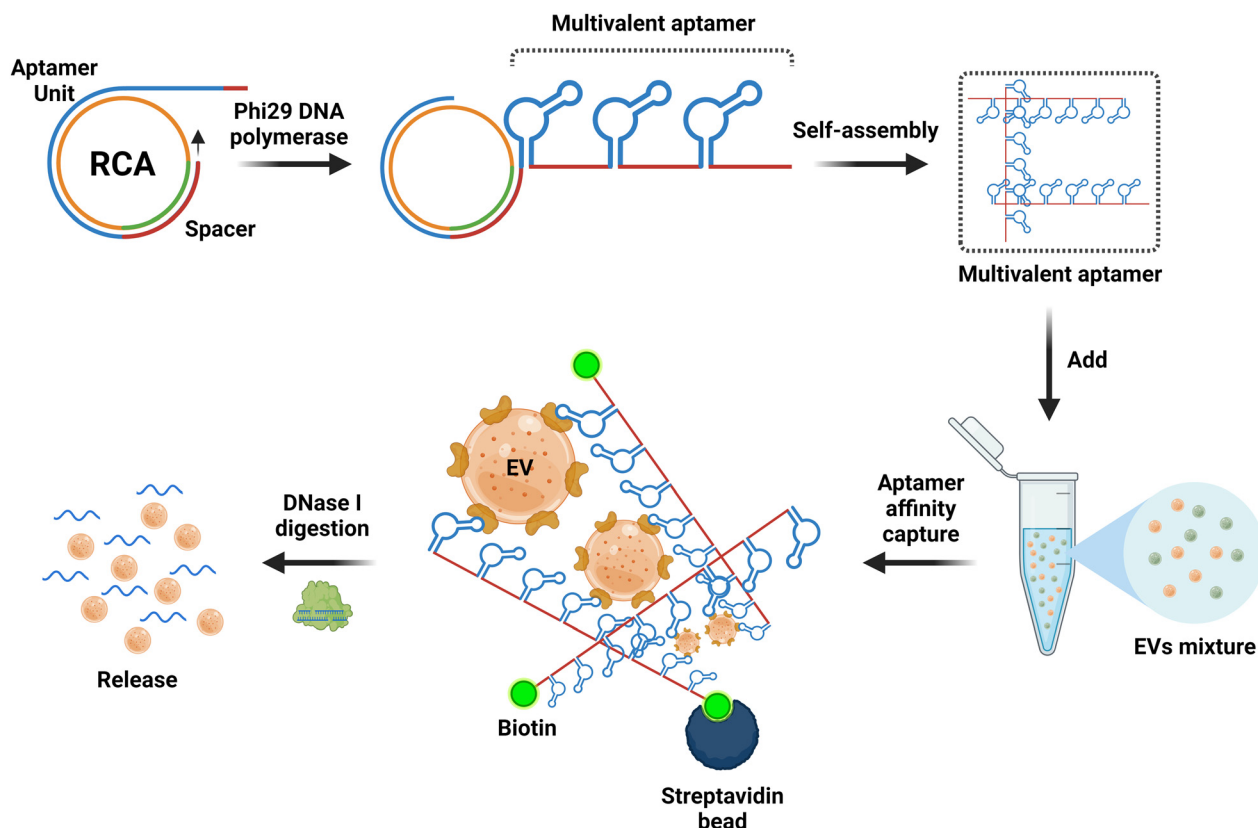 Multivalent aptamer
Aptamer
Unit
Phi29 DNA
polymerase
RCA
Spacer
Self-assembly
Multivalent aptamer
Add
EV
DNase I
digestion
Aptamer
affinity
capture
EVs mixture
Release
Biotin
Streptavidin
bead